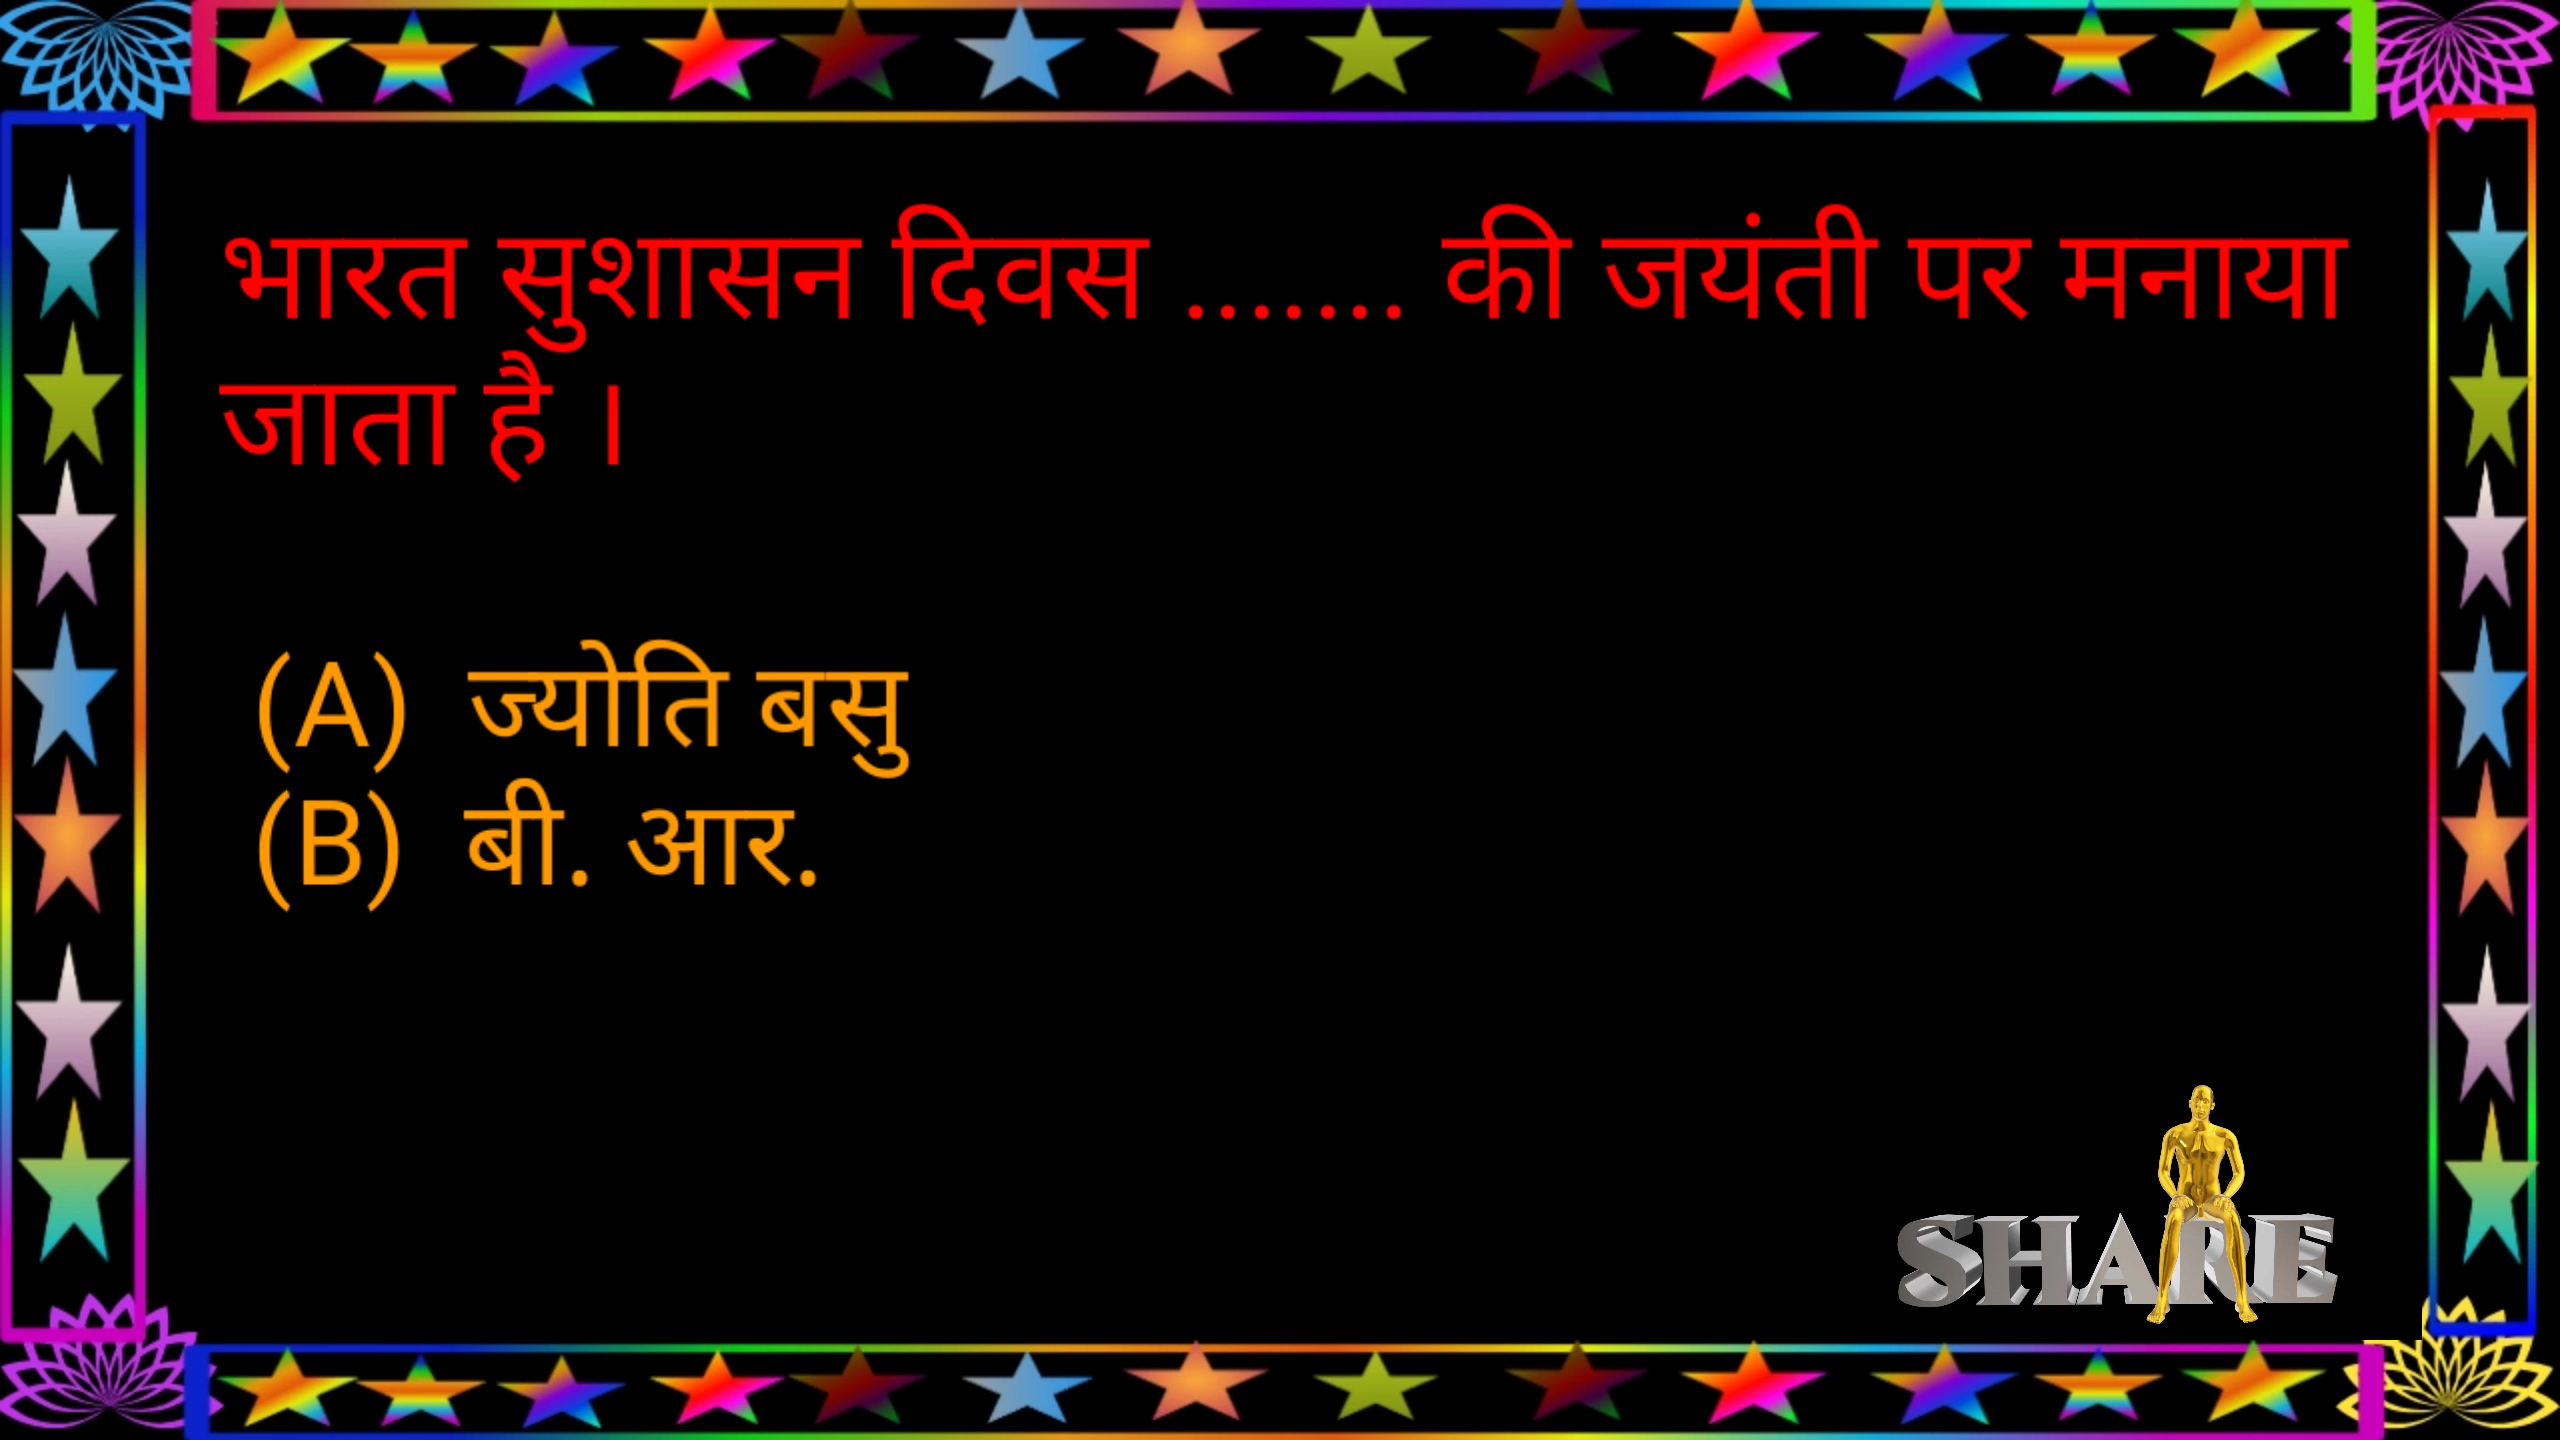 भारत सुशासन दिवस ....... की जयंती पर मनाया
जाता है ।
(A) ज्योति बसु
(B) बी. आर.
SHARE